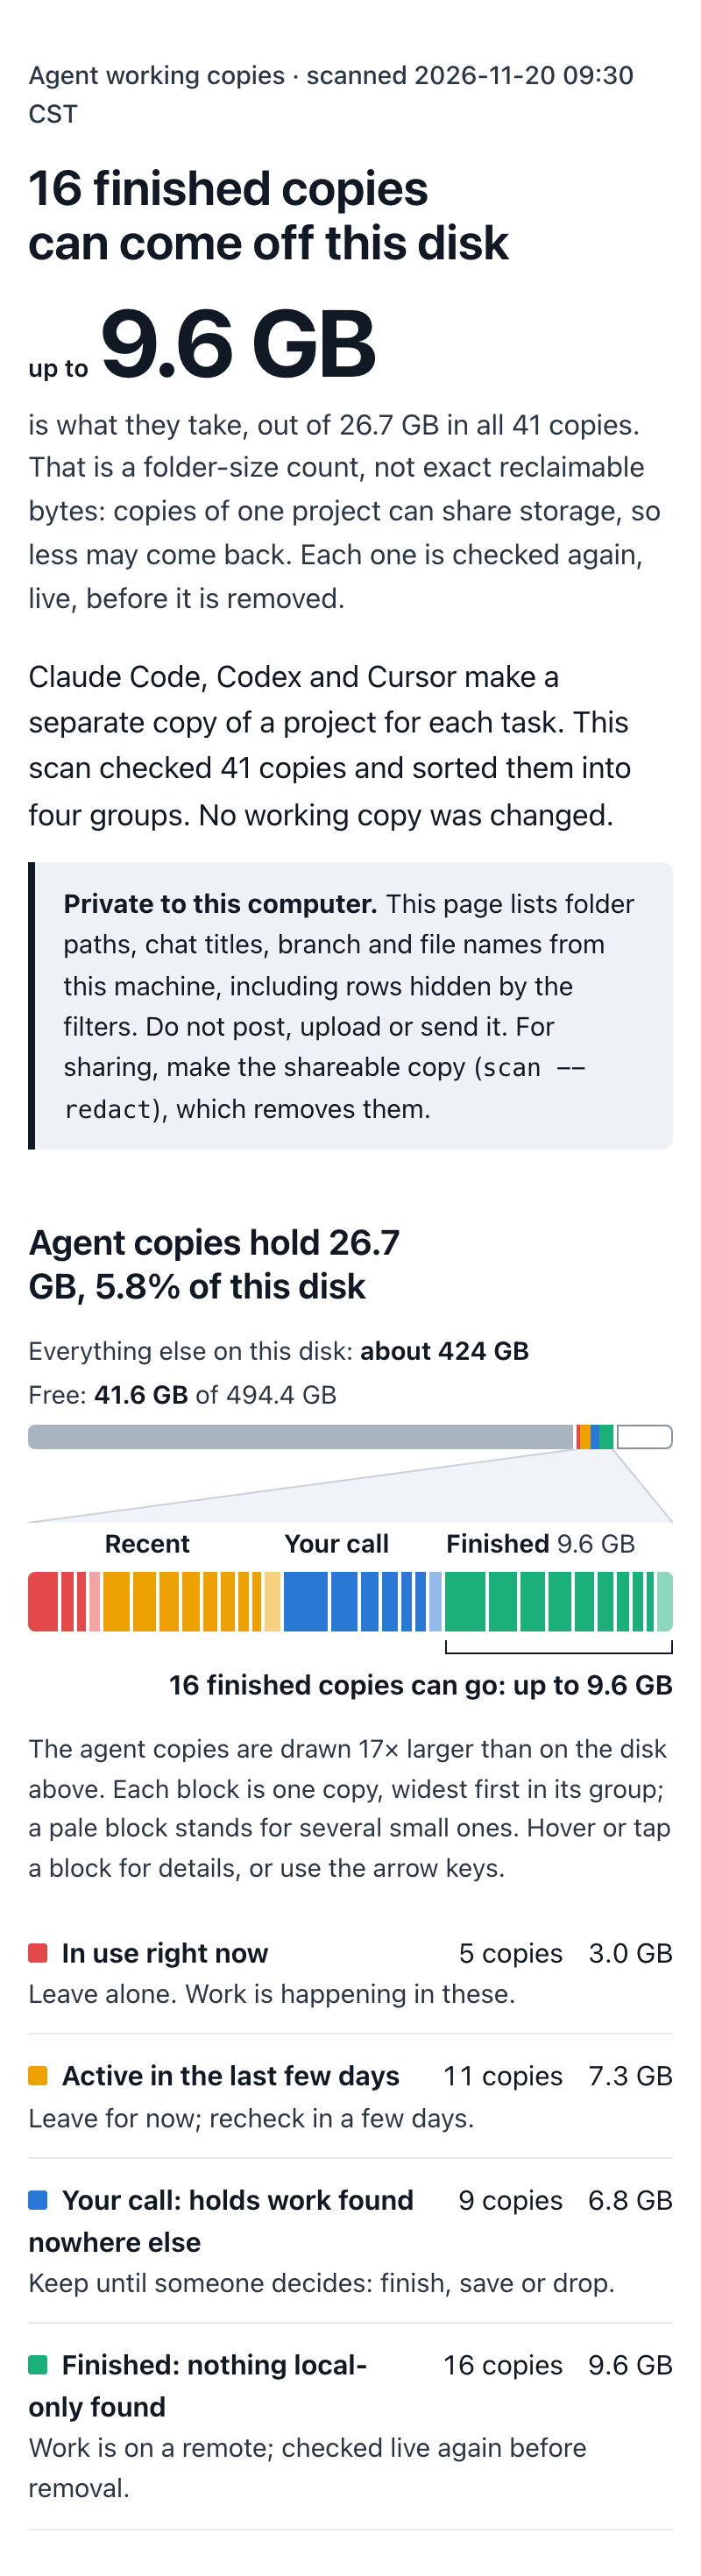 Agent working copies · scanned 2026-11-20 09:30
CST
16 finished copies
can come off this disk
up to 9.6 GB
is what they take, out of 26.7 GB in all 41 copies.
That is a folder-size count, not exact reclaimable
bytes: copies of one project can share storage, so
less may come back. Each one is checked again,
live, before it is removed.
Claude Code, Codex and Cursor make a
separate copy of a project for each task. This
scan checked 41 copies and sorted them into
four groups. No working copy was changed.
Private to this computer. This page lists folder
paths, chat titles, branch and file names from
this machine, including rows hidden by the
filters. Do not post, upload or send it. For
sharing, make the shareable copy (scan --
redact), which removes them.
Agent copies hold 26.7
GB, 5.8% of this disk
Everything else on this disk: about 424 GB
Free: 41.6 GB of 494.4 GB
Recent Your call Finished 9.6 GB
16 finished copies can go: up to 9.6 GB
The agent copies are drawn 17× larger than on the disk
above. Each block is one copy, widest first in its group;
a pale block stands for several small ones. Hover or tap
a block for details, or use the arrow keys.
In use right now 5 copies 3.0 GB
Leave alone. Work is happening in these.
Active in the last few days 11 copies 7.3 GB
Leave for now; recheck in a few days.
Your call: holds work found 9 copies 6.8 GB
nowhere else
Keep until someone decides: finish, save or drop.
Finished: nothing local- 16 copies 9.6 GB
only found
Work is on a remote; checked live again before
removal.